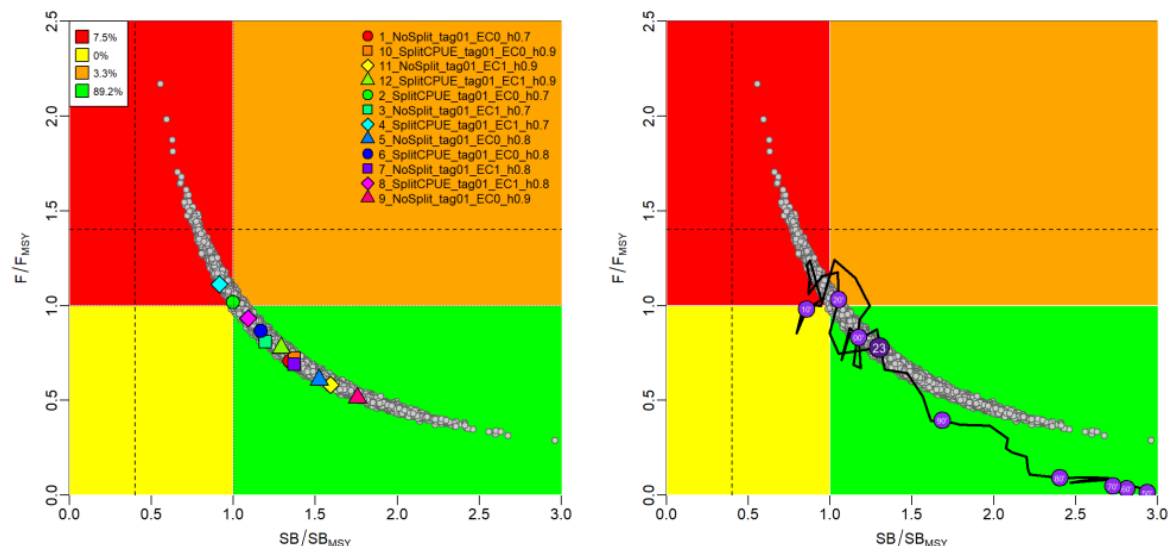 7.5%
0%
3.3%
89.2%
1_NoSplit_tag01_EC0_h0.7
10_SplitCPUE_tag01_EC0_h0.9
11_NoSplit_tag01_EC1_h0.9
12_SplitCPUE_tag01_EC1_h0.9
2_SplitCPUE_tag01_EC0_h0.7
3_NoSplit_tag01_EC1_h0.7
4_SplitCPUE_tag01_EC1_h0.7
5_NoSplit_tag01_EC0_h0.8
6_SplitCPUE_tag01_EC0_h0.8
7_NoSplit_tag01_EC1_h0.8
8_SplitCPUE_tag01_EC1_h0.8
9_NoSplit_tag01_EC0_h0.9
2.5
2.0
1.5
1.0
0.5
0.0
F/FMSY
0.0 0.5 1.0 1.5 2.0 2.5 3.0
SB/SBMSY
2.5
2.0
1.5
1.0
0.5
0.0
F/FMSY
10'
20'
00'
23
90'
80'
70'
60'
0.0 0.5 1.0 1.5 2.0 2.5 3.0
SB/SBMSY